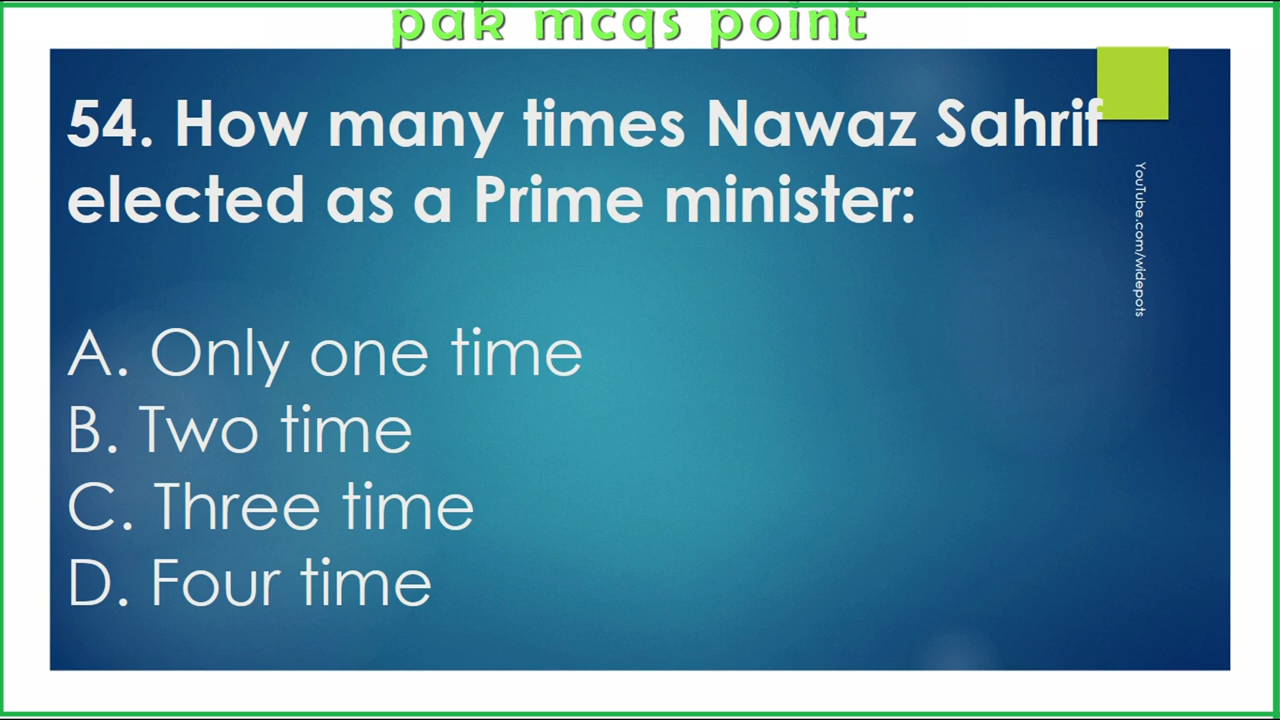 pak mcqs point
54. How many times Nawaz Sahrif
elected as a Prime minister:
YouTube.com/widepots
A. Only one time
B. Two time
C. Three time
D. Four time